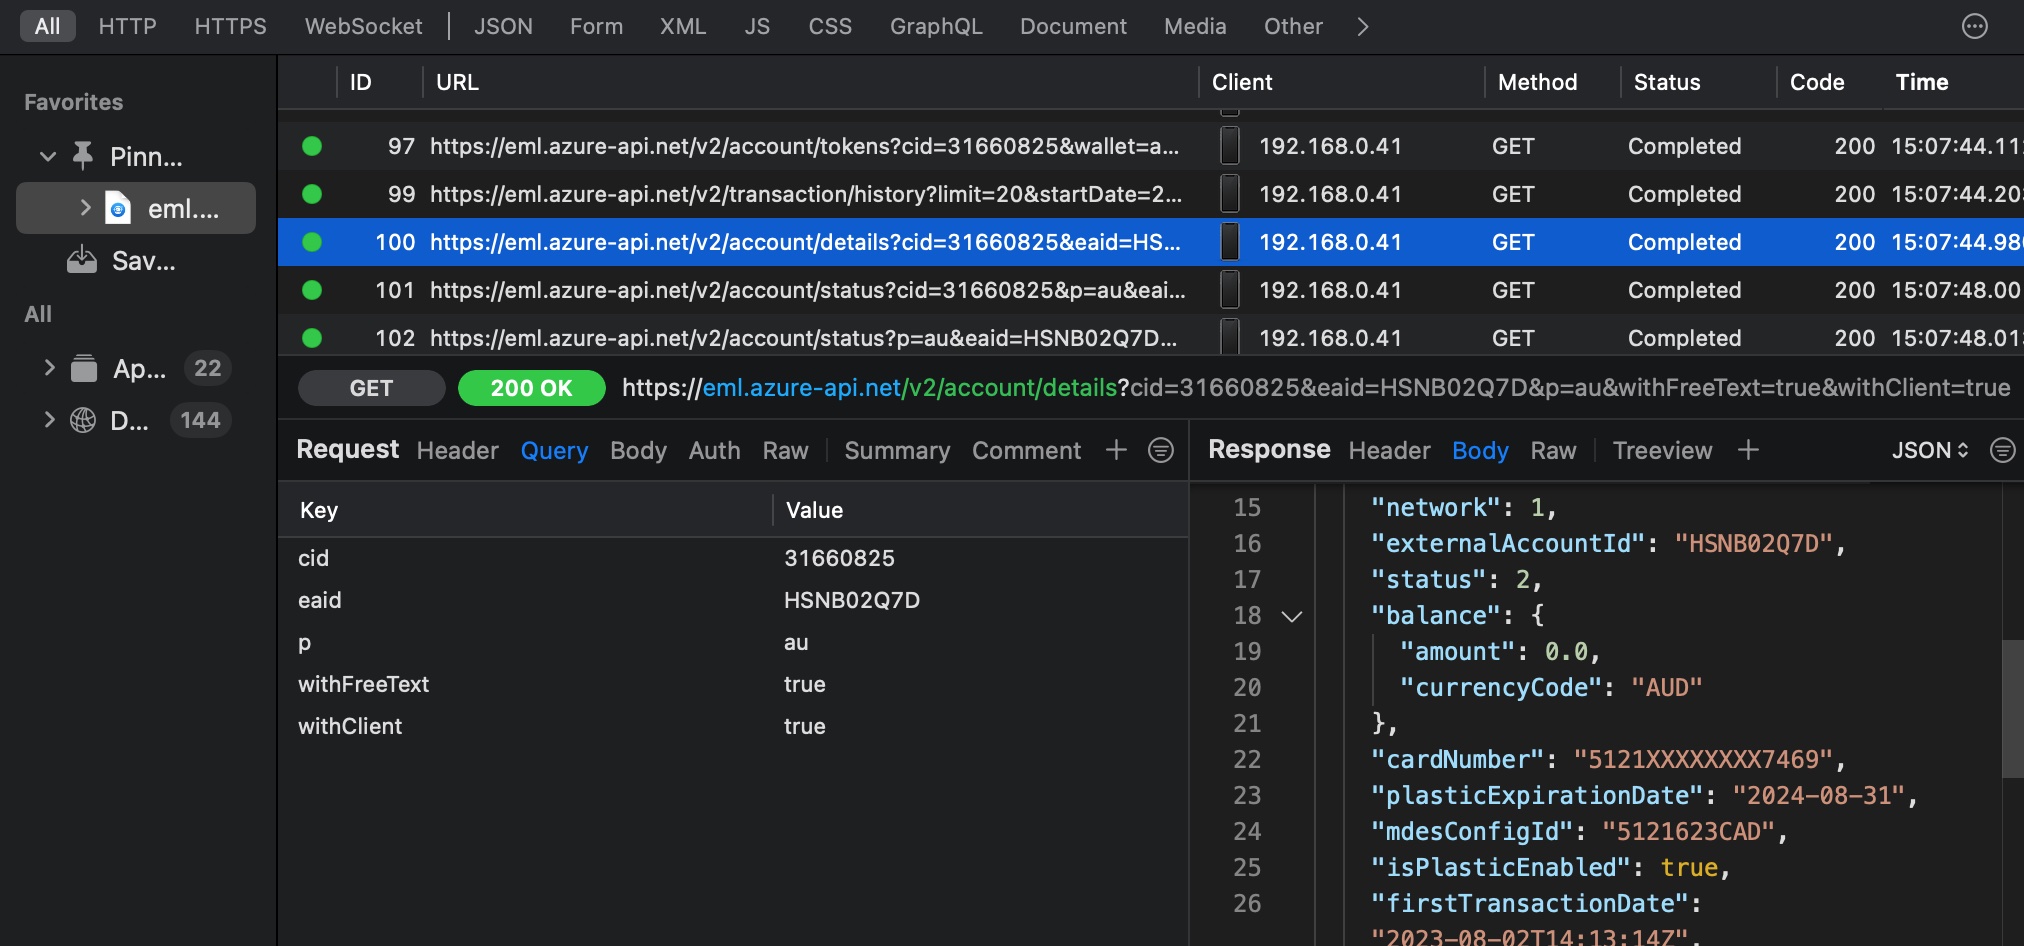 All HTTP HTTPS WebSocket JSON Form XML JS CSS GraphQL Document Media Other
Favorites
Pinn...
eml....
Sav...
All
Ap... 22
D... 144
ID URL Client Method Status Code Time
97 https://eml.azure-api.net/v2/account/tokens?cid=31660825&wallet=a... 192.168.0.41 GET Completed 200 15:07:44.11
99 https://eml.azure-api.net/v2/transaction/history?limit=20&startDate=2... 192.168.0.41 GET Completed 200 15:07:44.20
100 https://eml.azure-api.net/v2/account/details?cid=31660825&eaid=HS... 192.168.0.41 GET Completed 200 15:07:44.98
101 https://eml.azure-api.net/v2/account/status?cid=31660825&p=au&eai... 192.168.0.41 GET Completed 200 15:07:48.00
102 https://eml.azure-api.net/v2/account/status?p=au&eaid=HSNB02Q7D... 192.168.0.41 GET Completed 200 15:07:48.01
GET 200 OK https://eml.azure-api.net/v2/account/details?cid=31660825&eaid=HSNB02Q7D&p=au&withFreeText=true&withClient=true
Request Header Query Body Auth Raw Summary Comment
Key Value
cid 31660825
eaid HSNB02Q7D
p au
withFreeText true
withClient true
Response Header Body Raw Treeview JSON
15 "network": 1,
16 "externalAccountId": "HSNB02Q7D",
17 "status": 2,
18 "balance": {
19 "amount": 0.0,
20 "currencyCode": "AUD"
21 },
22 "cardNumber": "5121XXXXXXXX7469",
23 "plasticExpirationDate": "2024-08-31",
24 "mdesConfigId": "5121623CAD",
25 "isPlasticEnabled": true,
26 "firstTransactionDate":
"2023-08-02T14:13:14Z",